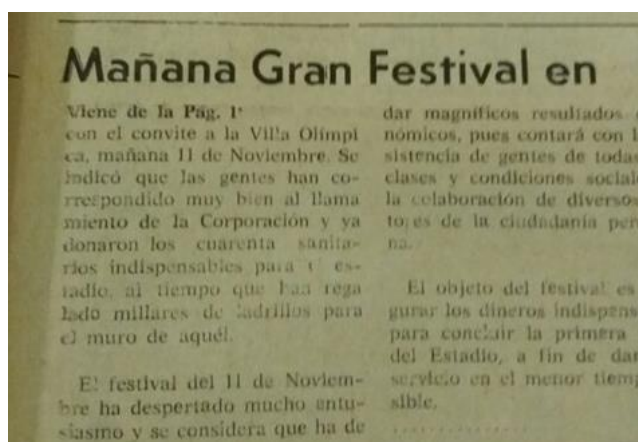 Mañana Gran Festival en
Viene de la Pág. 1ª
con el convite a la Villa Olímpi
ca, mañana 11 de Noviembre. Se
indicó que las gentes han co-
rrespondido muy bien al llama
miento de la Corporación y ya
donaron los cuarenta sanita-
rios indispensables para es-
tadio, al tiempo que han rega
lado millares de ladrillos para
el muro de aquél.
El festival del 11 de Noviem-
bre ha despertado mucho entu-
siasmo y se considera que ha de
dar magníficos resultados
nómicos, pues contará con
sistencia de gentes de todas
clases y condiciones sociale
la colaboración de diversos
tores de la ciudadanía per
na.
El objeto del festival es
gurar los dineros indispens
para concluir la primera
del Estadio, a fin de dar
servicio en el menor tiemp
sible.
. . . . . . . . . . . . . .